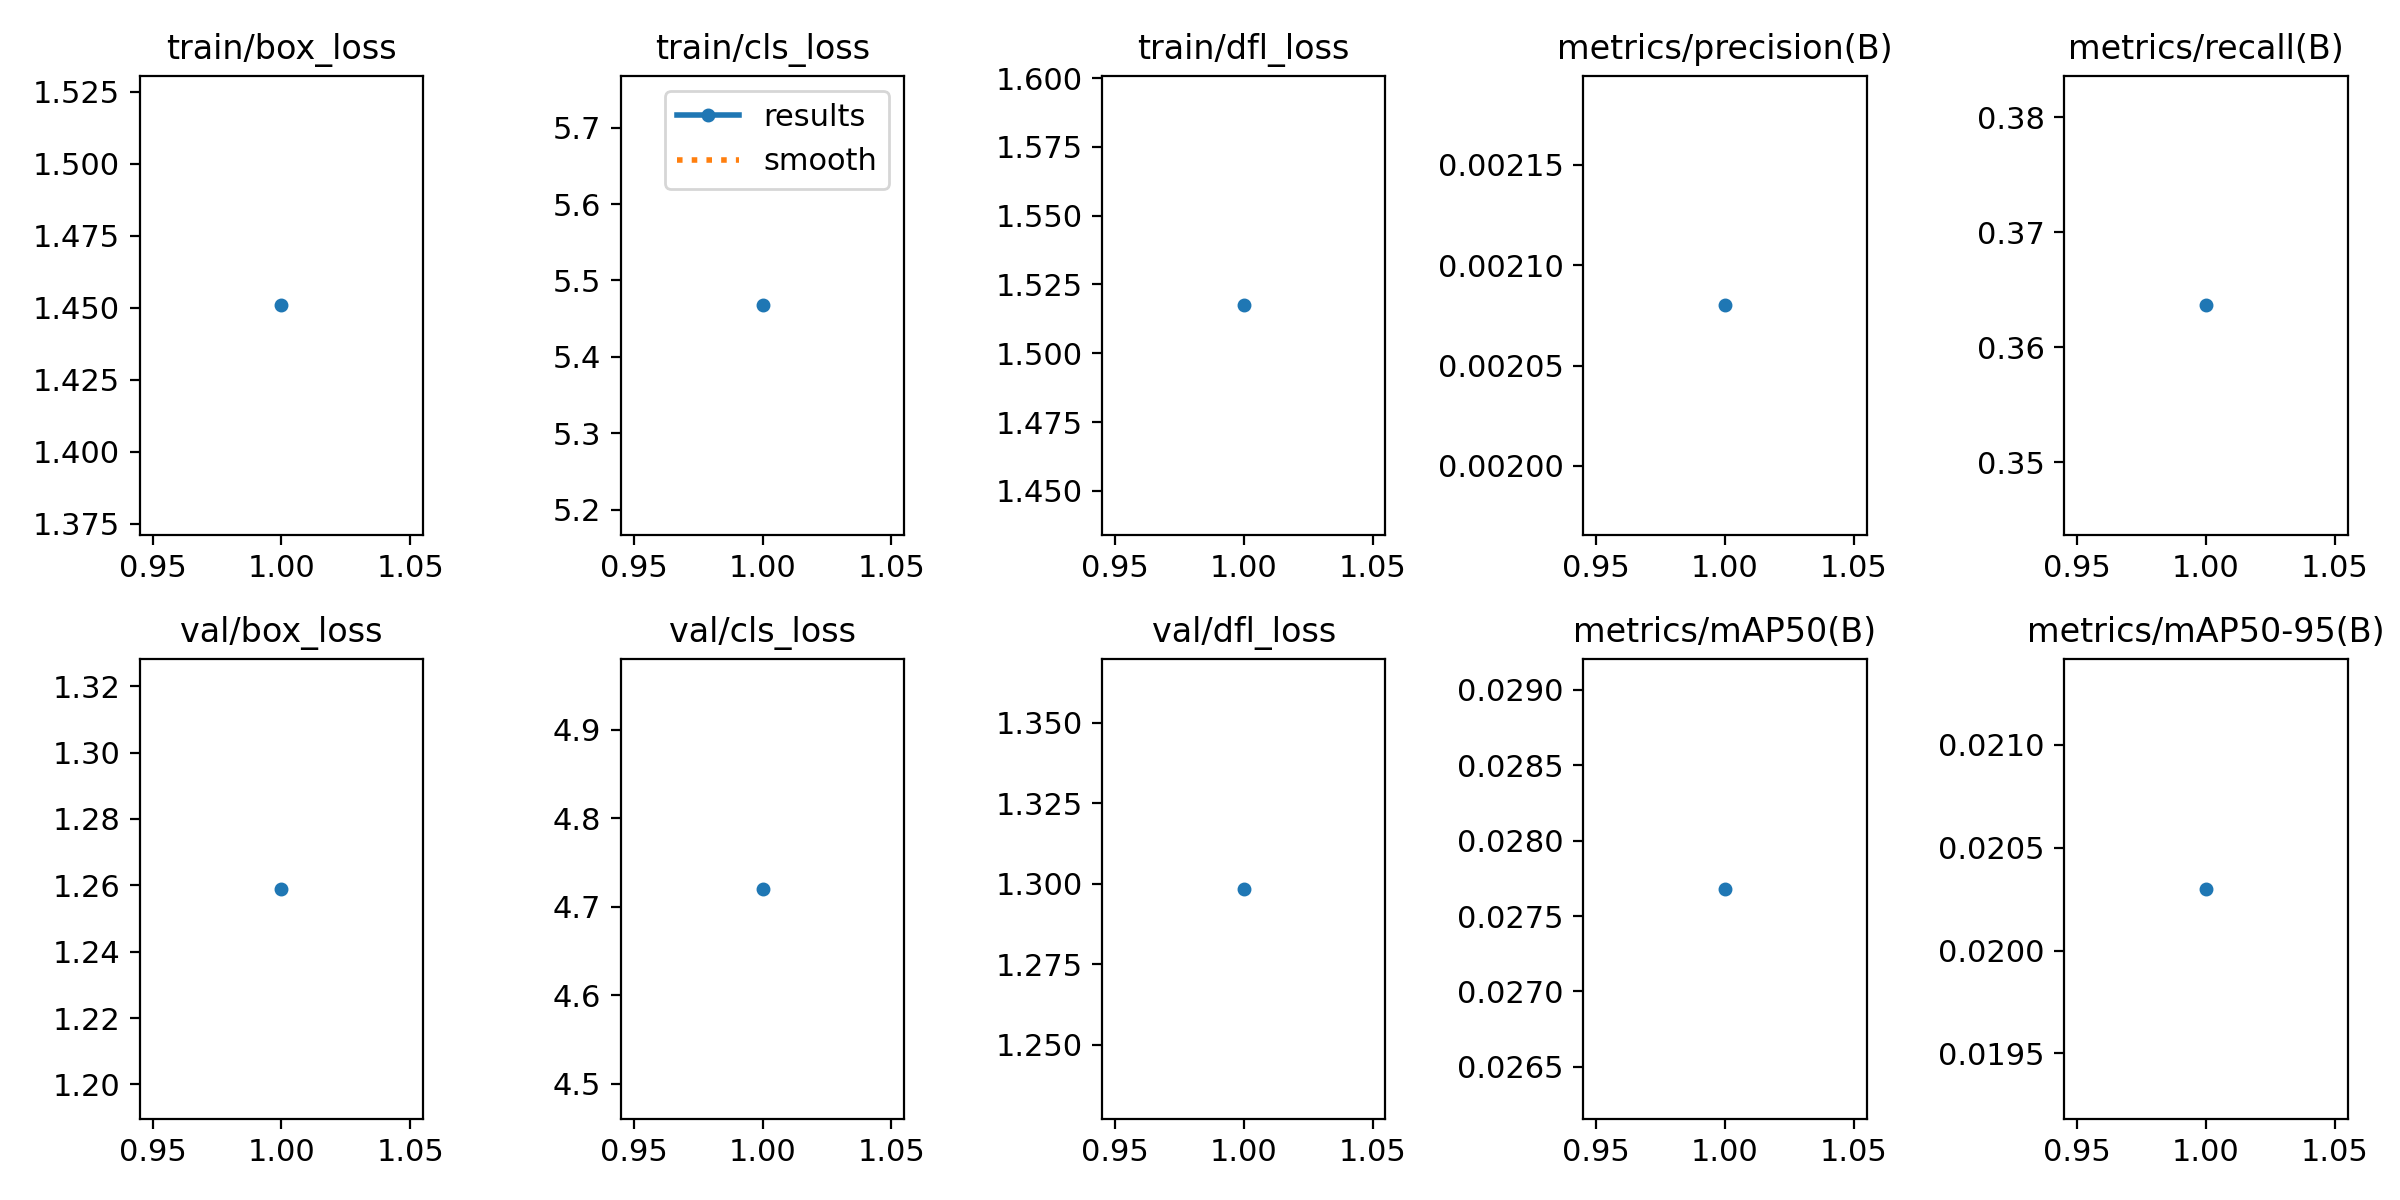 train/box_loss
1.525
1.500
1.475
1.450
1.425
1.400
1.375
0.95 1.00 1.05
train/cls_loss
results
smooth
5.7
5.6
5.5
5.4
5.3
5.2
0.95 1.00 1.05
train/dfl_loss
1.600
1.575
1.550
1.525
1.500
1.475
1.450
0.95 1.00 1.05
metrics/precision(B)
0.00215
0.00210
0.00205
0.00200
0.95 1.00 1.05
metrics/recall(B)
0.38
0.37
0.36
0.35
0.95 1.00 1.05
val/box_loss
1.32
1.30
1.28
1.26
1.24
1.22
1.20
0.95 1.00 1.05
val/cls_loss
4.9
4.8
4.7
4.6
4.5
0.95 1.00 1.05
val/dfl_loss
1.350
1.325
1.300
1.275
1.250
0.95 1.00 1.05
metrics/mAP50(B)
0.0290
0.0285
0.0280
0.0275
0.0270
0.0265
0.95 1.00 1.05
metrics/mAP50-95(B)
0.0210
0.0205
0.0200
0.0195
0.95 1.00 1.05